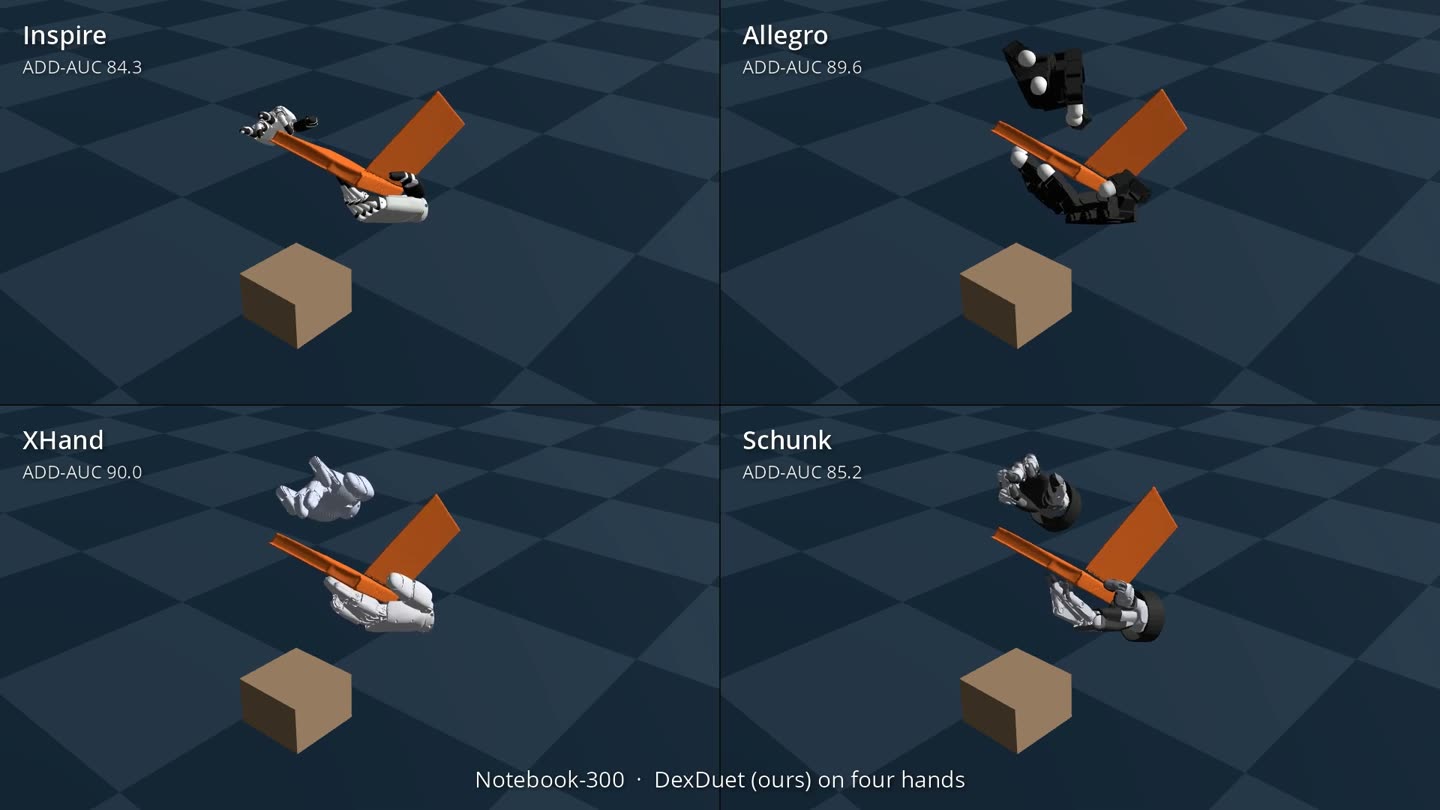 Inspire
ADD-AUC 84.3
Allegro
ADD-AUC 89.6
XHand
ADD-AUC 90.0
Schunk
ADD-AUC 85.2
Notebook-300 · DexDuet (ours) on four hands